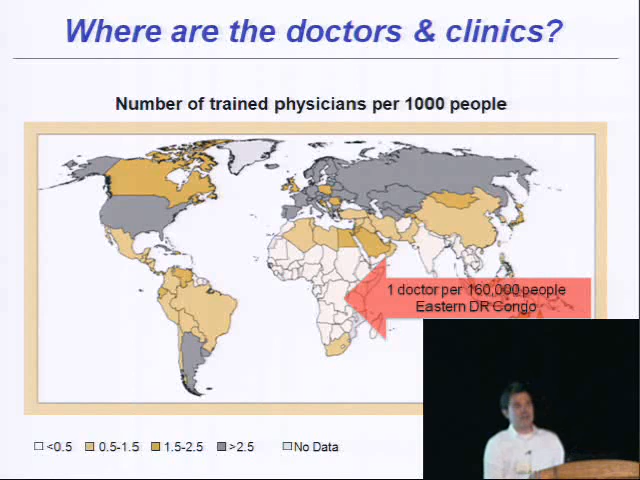 Where are the doctors & clinics?
Number of trained physicians per 1000 people
1 doctor per 160,000 people
Eastern DR Congo
<0.5 0.5-1.5 1.5-2.5 >2.5 No Data